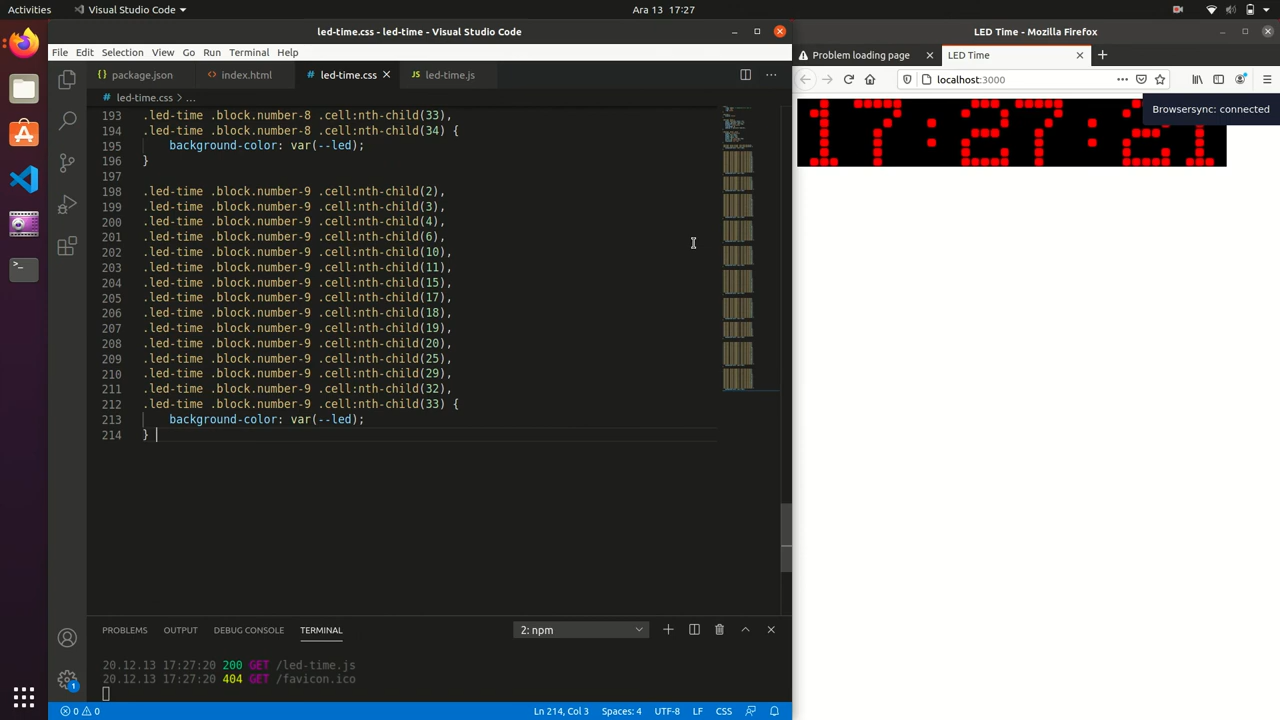 Activities
Visual Studio Code
Ara 13 17:27
led-time.css - led-time - Visual Studio Code
LED Time - Mozilla Firefox
File Edit Selection View Go Run Terminal Help
package.json
index.html
led-time.css
led-time.js
Problem loading page
LED Time
localhost:3000
Browsersync: connected
17:27:21
led-time.css > ...
193 .led-time .block.number-8 .cell:nth-child(33),
194 .led-time .block.number-8 .cell:nth-child(34) {
195 background-color: var(--led);
196 }
197
198 .led-time .block.number-9 .cell:nth-child(2),
199 .led-time .block.number-9 .cell:nth-child(3),
200 .led-time .block.number-9 .cell:nth-child(4),
201 .led-time .block.number-9 .cell:nth-child(6),
202 .led-time .block.number-9 .cell:nth-child(10),
203 .led-time .block.number-9 .cell:nth-child(11),
204 .led-time .block.number-9 .cell:nth-child(15),
205 .led-time .block.number-9 .cell:nth-child(17),
206 .led-time .block.number-9 .cell:nth-child(18),
207 .led-time .block.number-9 .cell:nth-child(19),
208 .led-time .block.number-9 .cell:nth-child(20),
209 .led-time .block.number-9 .cell:nth-child(25),
210 .led-time .block.number-9 .cell:nth-child(29),
211 .led-time .block.number-9 .cell:nth-child(32),
212 .led-time .block.number-9 .cell:nth-child(33) {
213 background-color: var(--led);
214 }
PROBLEMS OUTPUT DEBUG CONSOLE TERMINAL
2: npm
20.12.13 17:27:20 200 GET /led-time.js
20.12.13 17:27:20 404 GET /favicon.ico
1
0 0
Ln 214, Col 3
Spaces: 4
UTF-8
LF
CSS